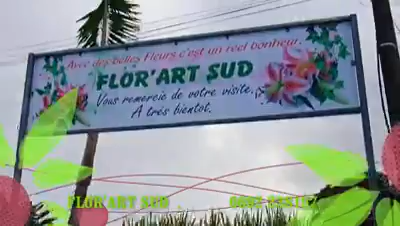 Avec des belles Fleurs c'est un réel bonheur.
FLOR'ART SUD
Vous remercie de votre visite.
A très bientot.
FLOR'ART SUD